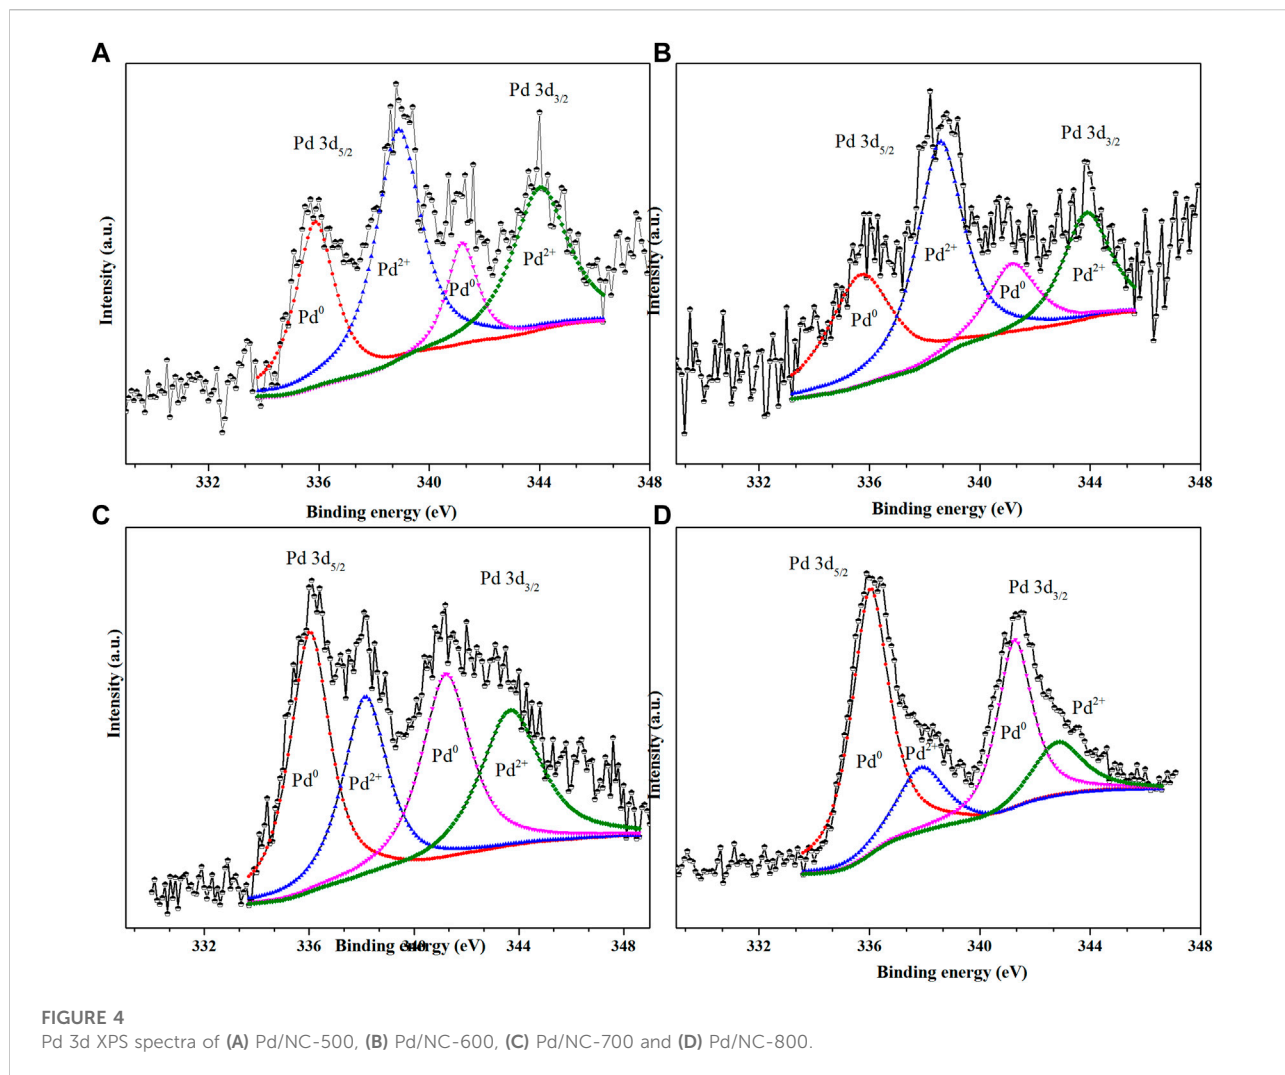 A
Pd 3d5/2
Pd 3d3/2
Pd0
Pd2+
Pd0
Pd2+
Intensity (a.u.)
332 336 340 344 348
Binding energy (eV)
B
Pd 3d5/2
Pd 3d3/2
Pd0
Pd2+
Pd0
Pd2+
Intensity (a.u.)
332 336 340 344 348
Binding energy (eV)
C
Pd 3d5/2
Pd 3d3/2
Pd0
Pd2+
Pd0
Pd2+
Intensity (a.u.)
332 336 340 344 348
Binding energy (eV)
D
Pd 3d5/2
Pd 3d3/2
Pd0
Pd2+
Pd0
Pd2+
Intensity (a.u.)
332 336 340 344 348
Binding energy (eV)
FIGURE 4
Pd 3d XPS spectra of (A) Pd/NC-500, (B) Pd/NC-600, (C) Pd/NC-700 and (D) Pd/NC-800.